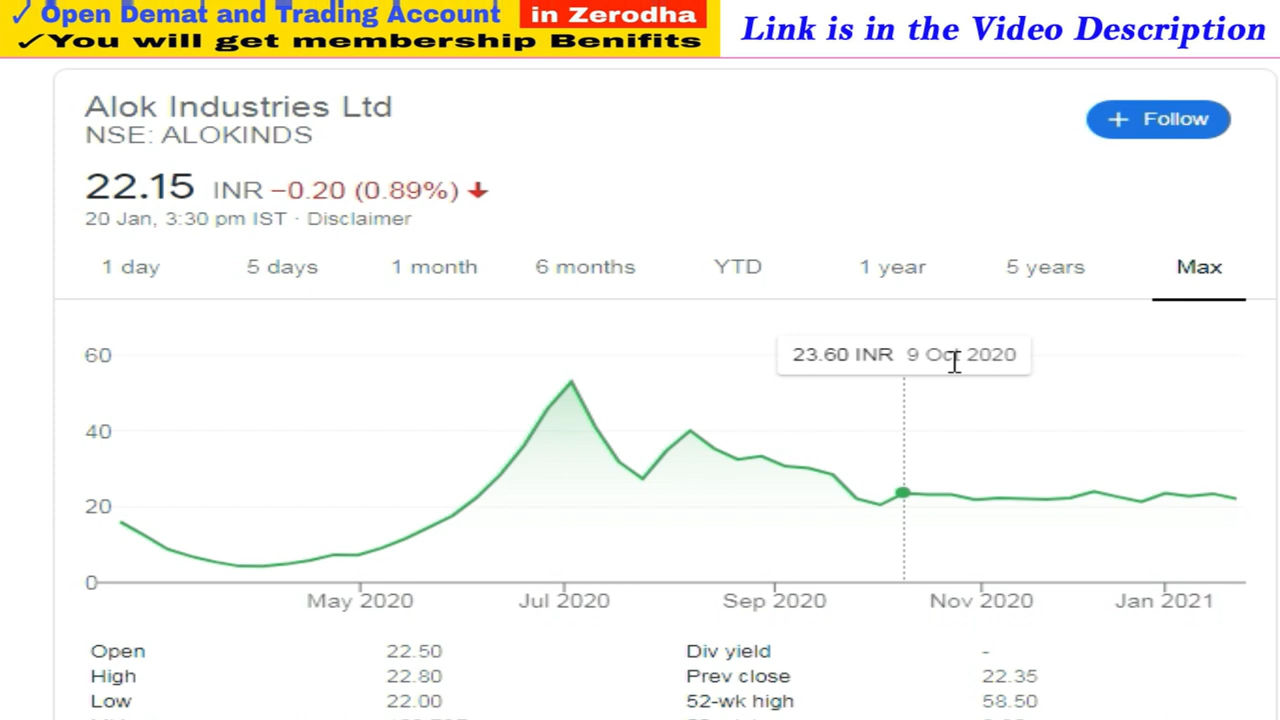 ✓ Open Demat and Trading Account in Zerodha
✓You will get membership Benifits
Link is in the Video Description
Alok Industries Ltd
NSE: ALOKINDS
+ Follow
22.15 INR −0.20 (0.89%) ↓
20 Jan, 3:30 pm IST · Disclaimer
1 day 5 days 1 month 6 months YTD 1 year 5 years Max
23.60 INR 9 Oct 2020
60
40
20
0
May 2020 Jul 2020 Sep 2020 Nov 2020 Jan 2021
Open 22.50 Div yield -
High 22.80 Prev close 22.35
Low 22.00 52-wk high 58.50